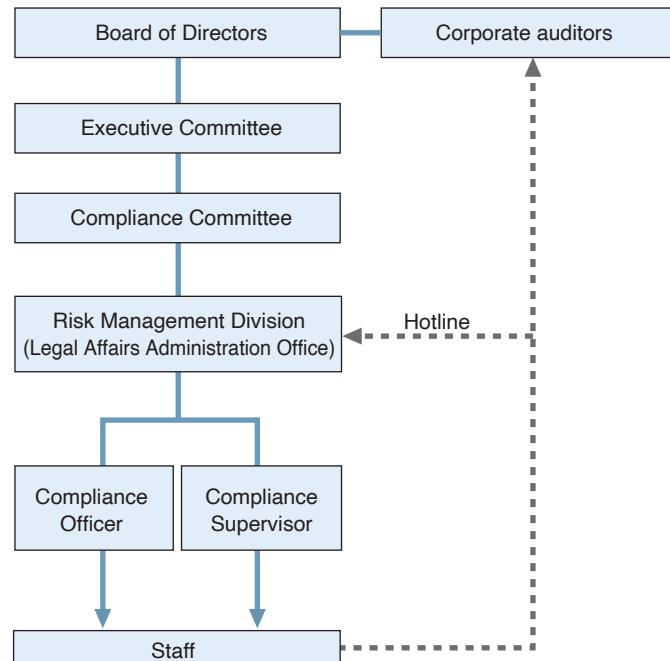 Board of Directors
Corporate auditors
Executive Committee
Compliance Committee
Risk Management Division
(Legal Affairs Administration Office)
Hotline
Compliance
Officer
Compliance
Supervisor
Staff